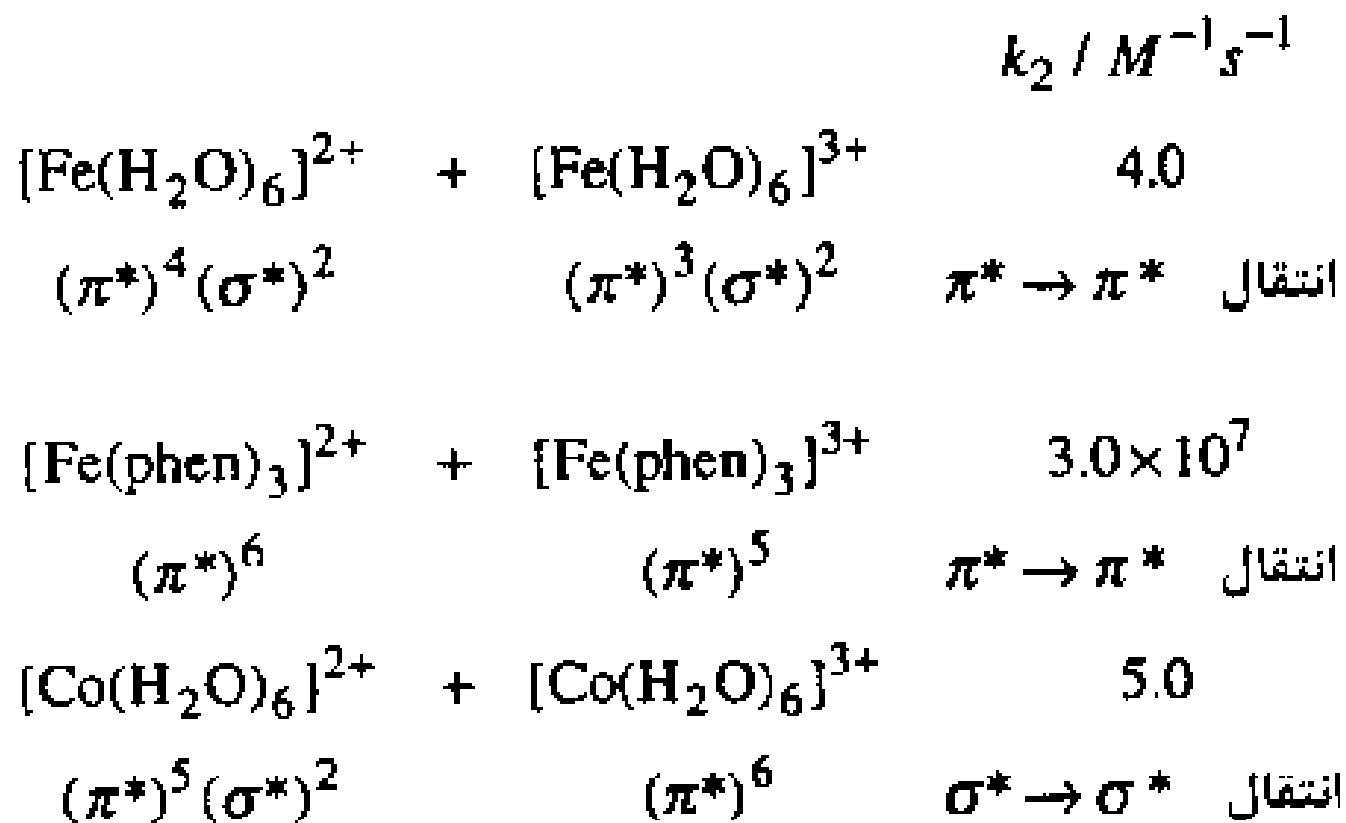 k₂ / M⁻¹s⁻¹
[Fe(H₂O)₆]²⁺ + [Fe(H₂O)₆]³⁺ 4.0
(π*)⁴(σ*)² (π*)³(σ*)² π* → π* انتقال
[Fe(phen)₃]²⁺ + [Fe(phen)₃]³⁺ 3.0×10⁷
(π*)⁶ (π*)⁵ π* → π* انتقال
[Co(H₂O)₆]²⁺ + [Co(H₂O)₆]³⁺ 5.0
(π*)⁵(σ*)² (π*)⁶ σ* → σ* انتقال